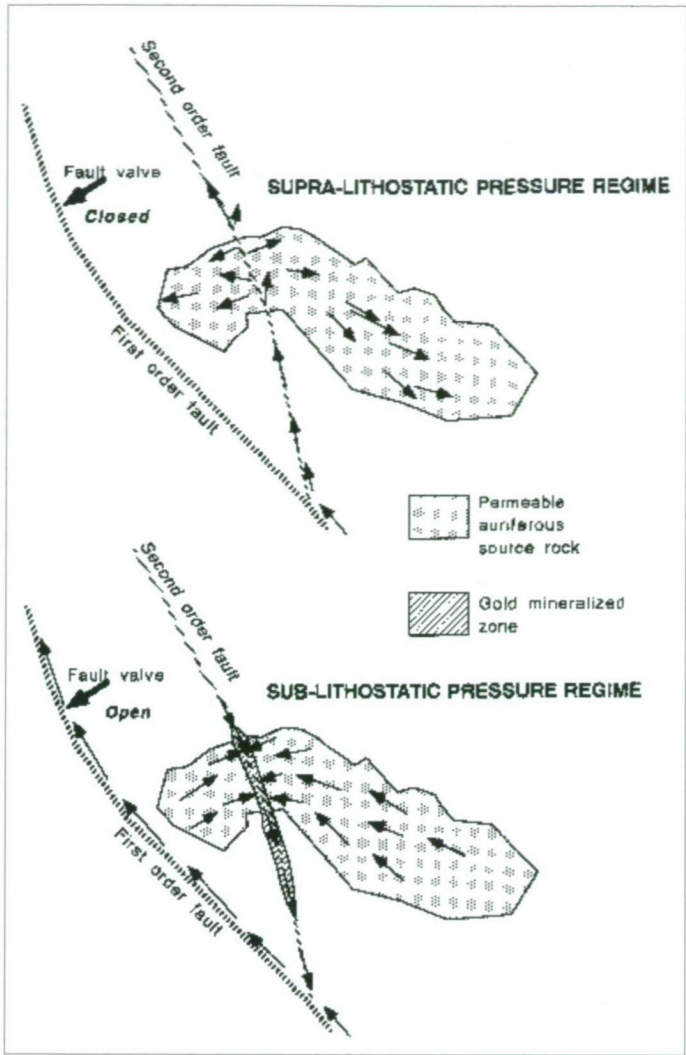 Second order fault
Fault valve
Closed
SUPRA-LITHOSTATIC PRESSURE REGIME
First order fault
Permeable
auriferous
source rock
Gold mineralized
zone
Second order fault
Fault valve
Open
SUB-LITHOSTATIC PRESSURE REGIME
First order fault